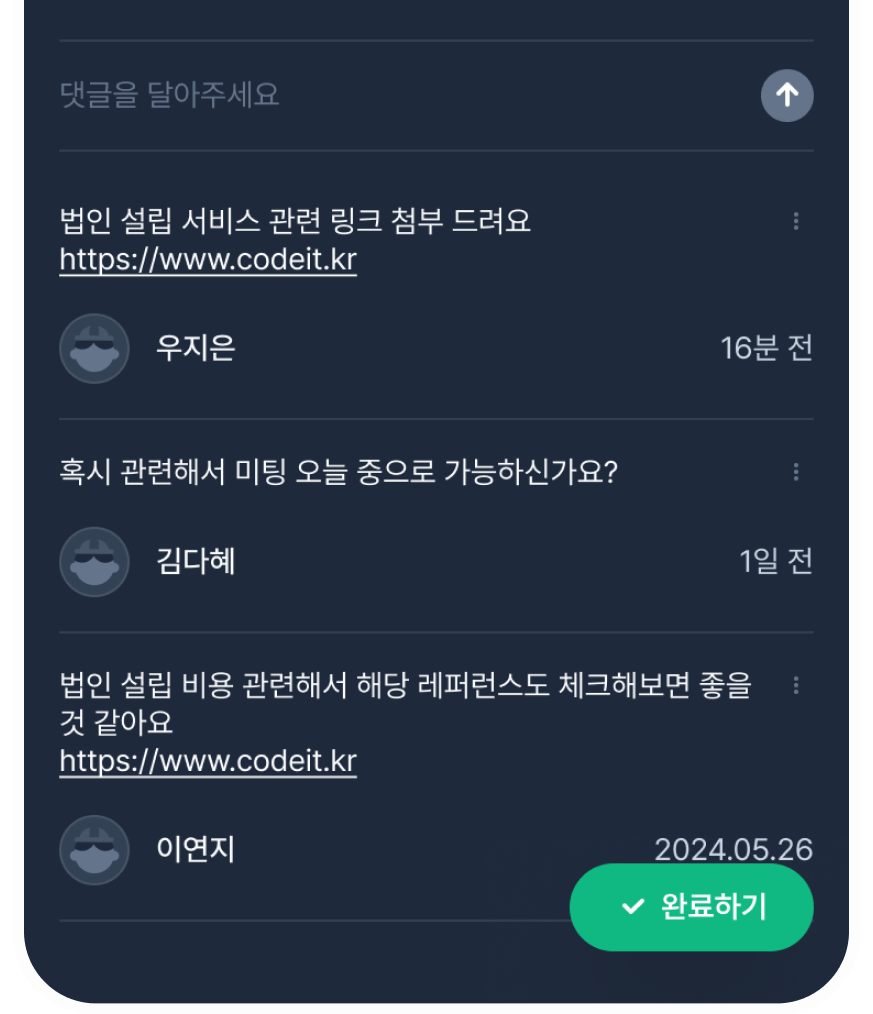 댓글을 달아주세요
법인 설립 서비스 관련 링크 첨부 드려요
https://www.codeit.kr
우지은
16분 전
혹시 관련해서 미팅 오늘 중으로 가능하신가요?
김다혜
1일 전
법인 설립 비용 관련해서 해당 레퍼런스도 체크해보면 좋을
것 같아요
https://www.codeit.kr
이연지
2024.05.26
완료하기